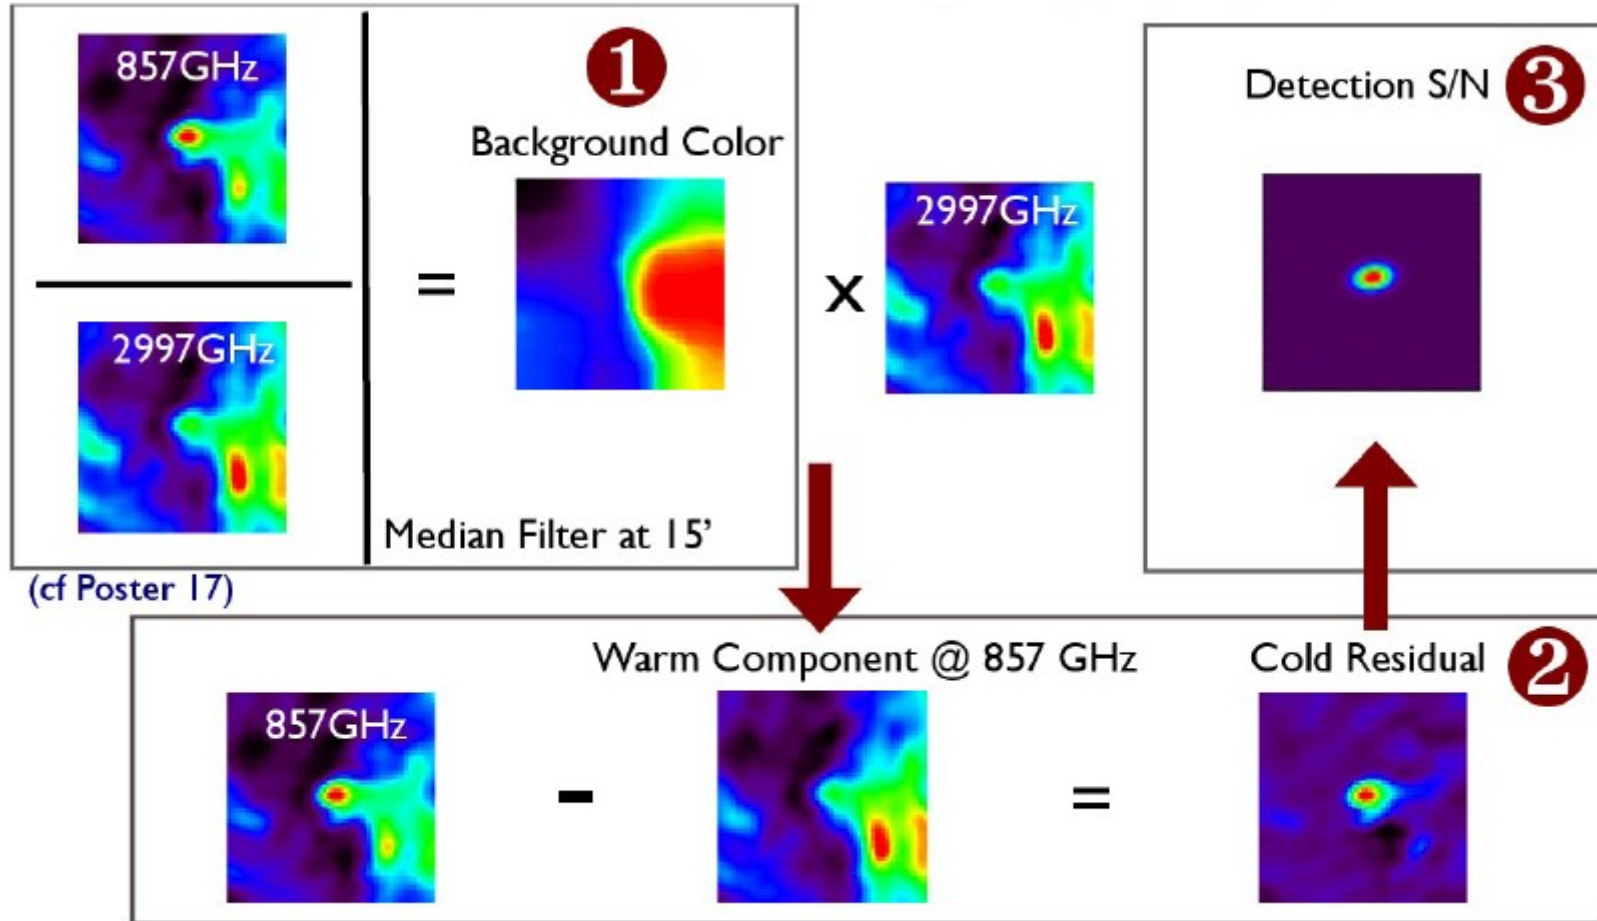 857GHz
2997GHz
1
Background Color
=
Median Filter at 15’
(cf Poster 17)
x
2997GHz
Detection S/N 3
Warm Component @ 857 GHz
Cold Residual 2
857GHz
-
=